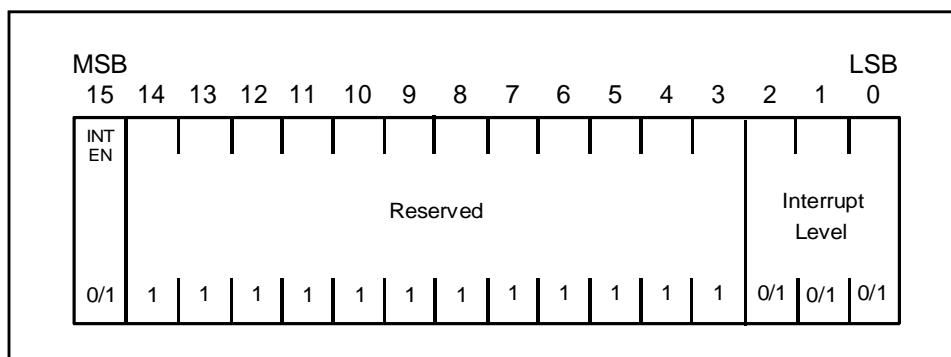 MSB LSB
15 14 13 12 11 10 9 8 7 6 5 4 3 2 1 0
INT
EN
Reserved
Interrupt
Level
0/1 1 1 1 1 1 1 1 1 1 1 1 1 0/1 0/1 0/1